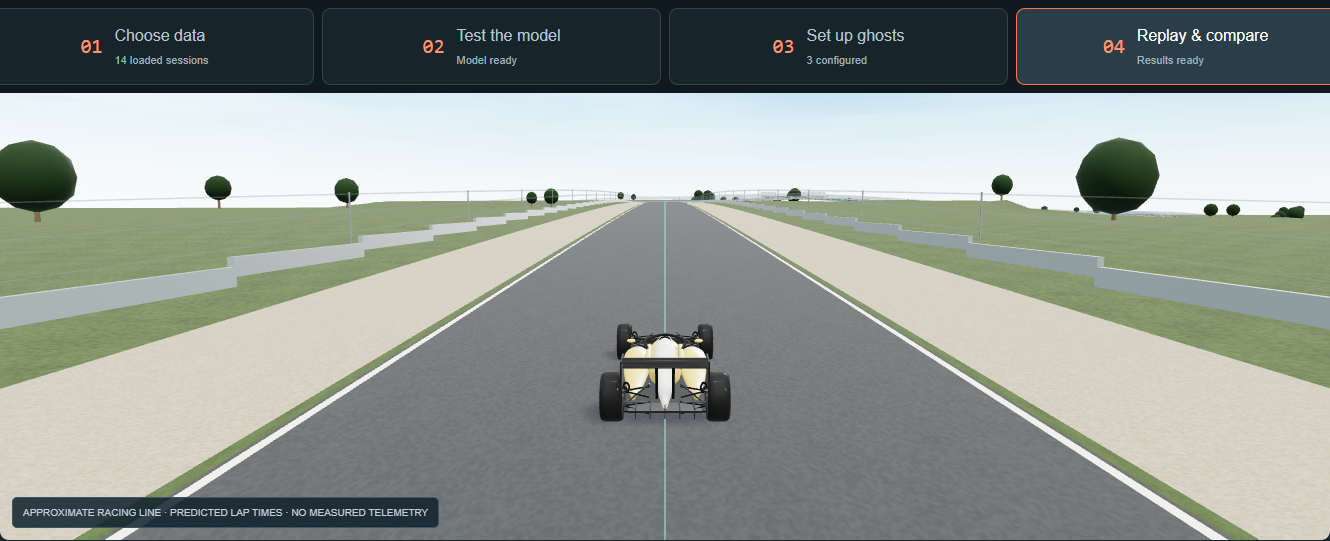 01 Choose data
14 loaded sessions
02 Test the model
Model ready
03 Set up ghosts
3 configured
04 Replay & compare
Results ready
APPROXIMATE RACING LINE · PREDICTED LAP TIMES · NO MEASURED TELEMETRY